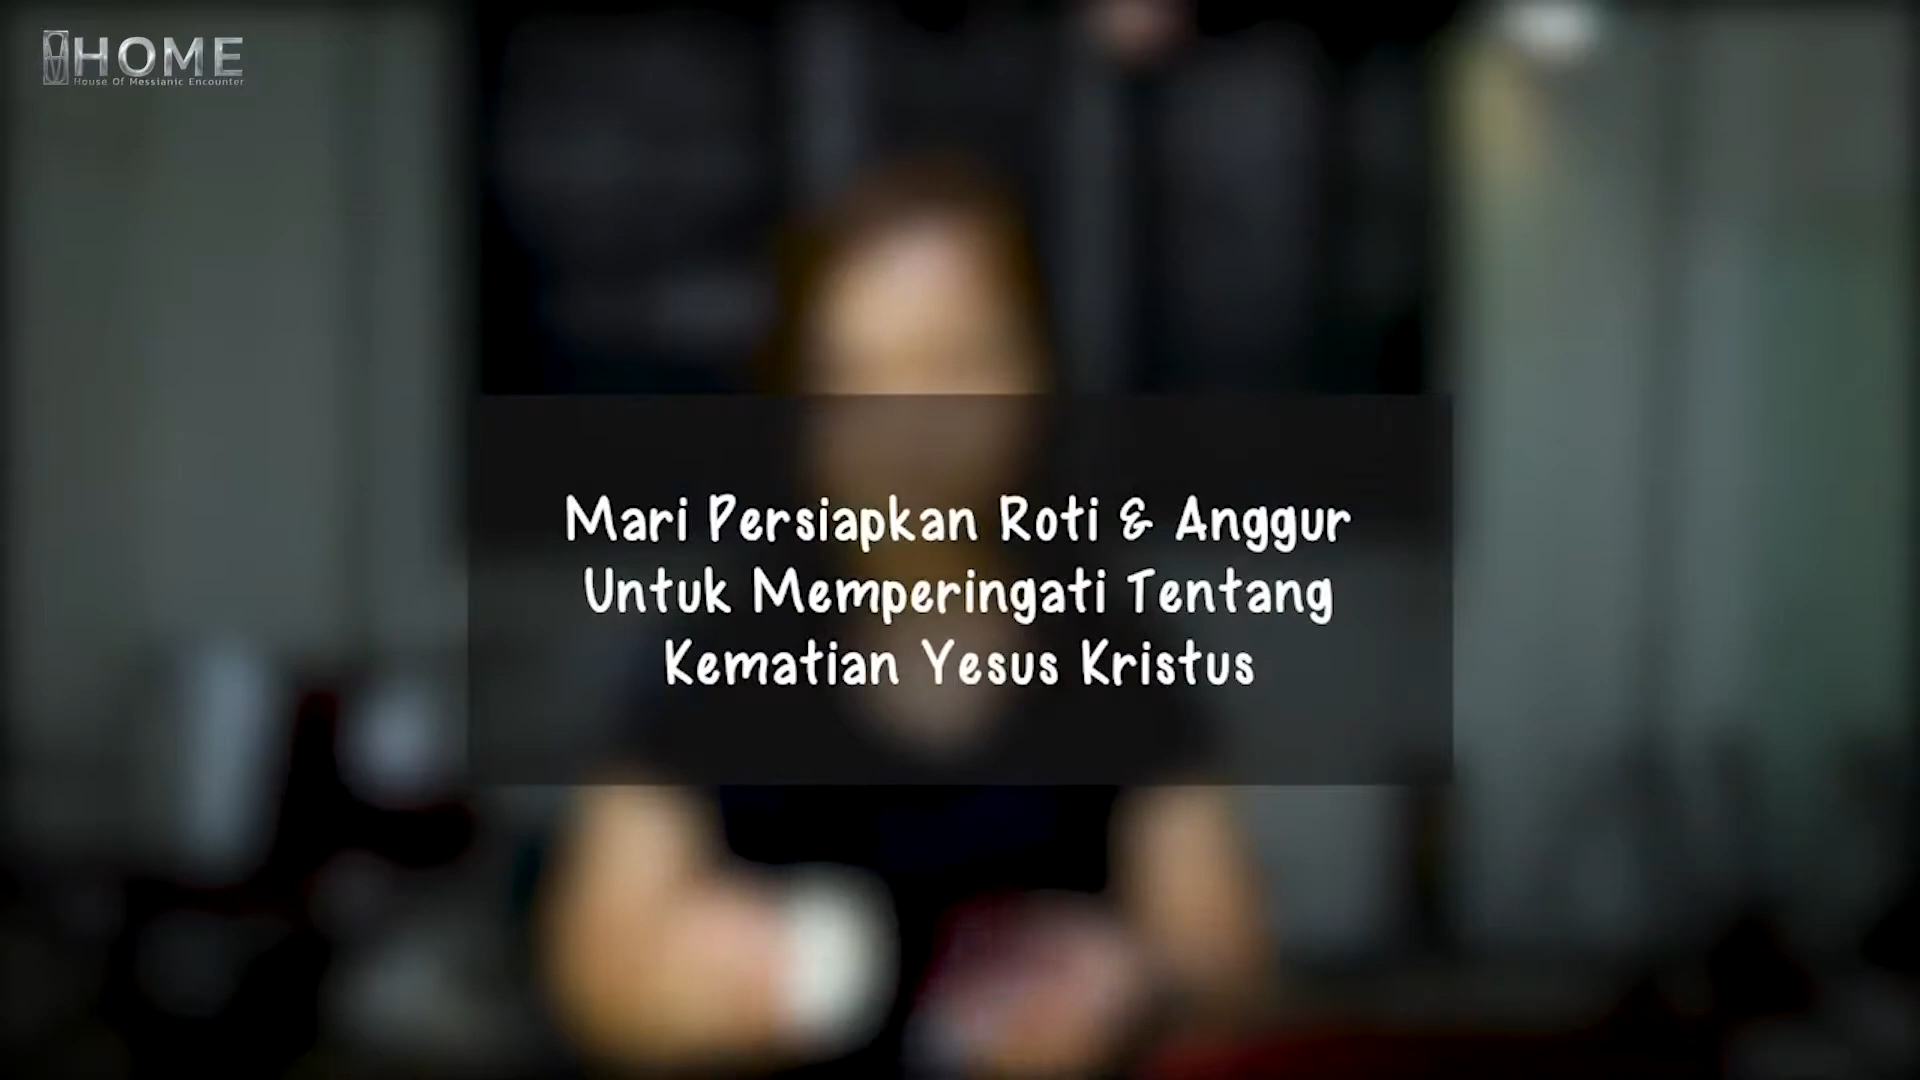 HOME
House Of Messianic Encounter
Mari Persiapkan Roti & Anggur
Untuk Memperingati Tentang
Kematian Yesus Kristus